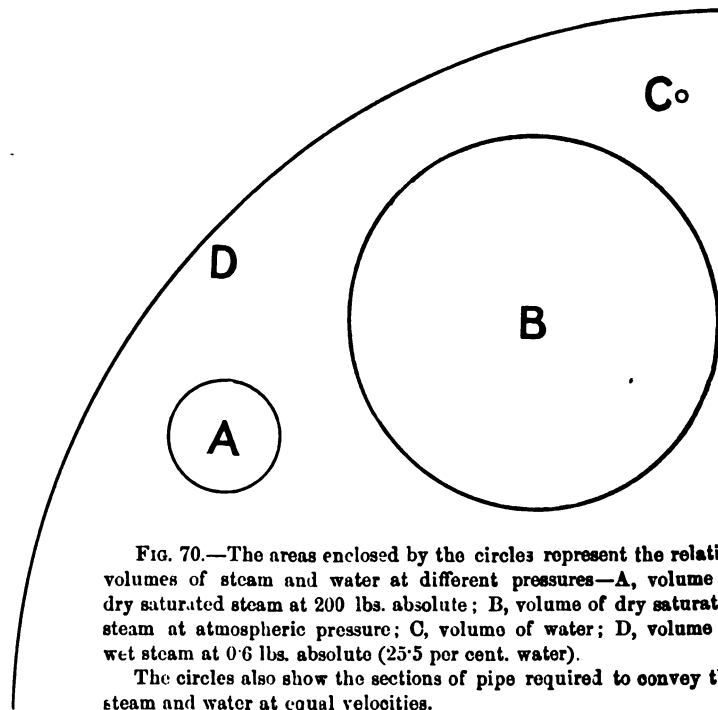 C
D
B
A
FIG. 70.—The areas enclosed by the circles represent the relati
volumes of steam and water at different pressures—A, volume
dry saturated steam at 200 lbs. absolute; B, volume of dry saturat
steam at atmospheric pressure; C, volume of water; D, volume
wet steam at 0·6 lbs. absolute (25·5 per cent. water).
The circles also show the sections of pipe required to convey th
steam and water at equal velocities.